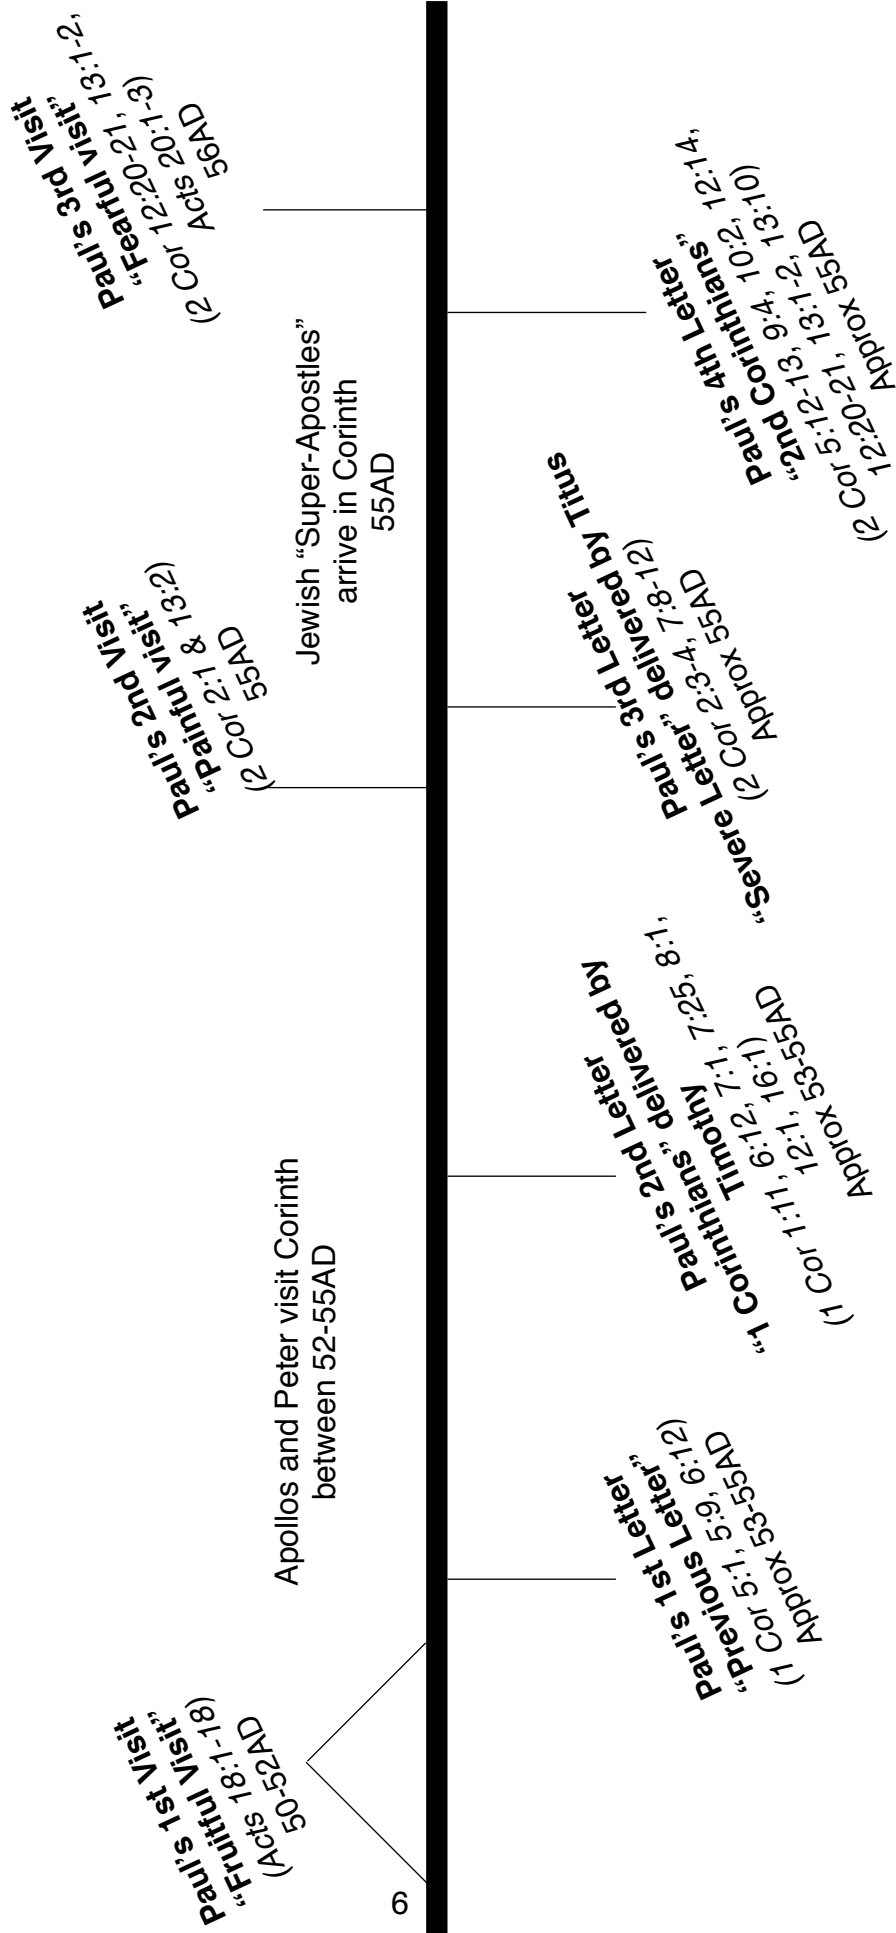 Paul's 1st Visit
“Fruitful Visit”
(Acts 18:1-18)
50-52AD
Apollos and Peter visit Corinth
between 52-55AD
Paul's 2nd Visit
“Painful visit”
(2 Cor 2:1 & 13:2)
55AD
Jewish “Super-Apostles”
arrive in Corinth
55AD
Paul's 3rd Visit
“Fearful visit”
(2 Cor 12:20-21, 13:1-2,
Acts 20:1-3)
56AD
6
Paul's 1st Letter
“Previous Letter”
(1 Cor 5:1, 5:9, 6:12)
Approx 53-55AD
Paul's 2nd Letter
“1 Corinthians” delivered by
Timothy
(1 Cor 1:11, 6:12, 7:1, 7:25, 8:1,
12:1, 16:1)
Approx 53-55AD
Paul's 3rd Letter
“Severe Letter” delivered by Titus
(2 Cor 2:3-4, 7:8-12)
Approx 55AD
Paul's 4th Letter
“2nd Corinthians”
(2 Cor 5:12-13, 9:4, 10:2, 12:14,
12:20-21, 13:1-2, 13:10)
Approx 55AD